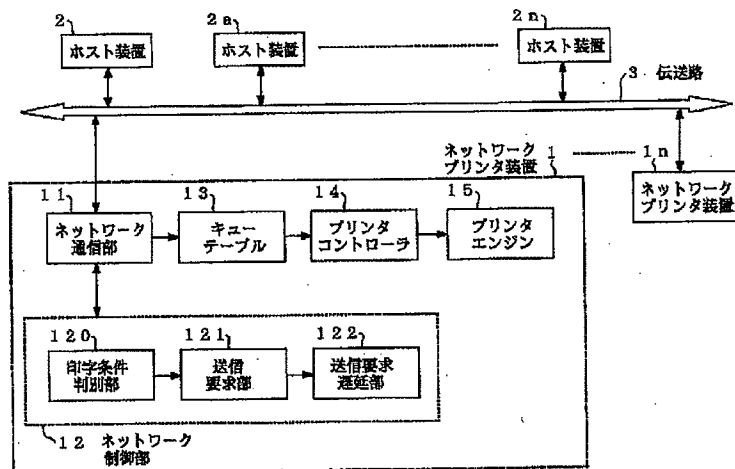 2 2a 2n
ホスト装置 ホスト装置 ホスト装置
3 伝送路
ネットワーク
プリンタ装置 1 1n
ネットワーク
プリンタ装置
11 13 14 15
ネットワーク
通信部
キュー
テーブル
プリンタ
コントローラ
プリンタ
エンジン
120 121 122
印字条件
判別部
送信
要求部
送信要求
遅延部
12 ネットワーク
制御部